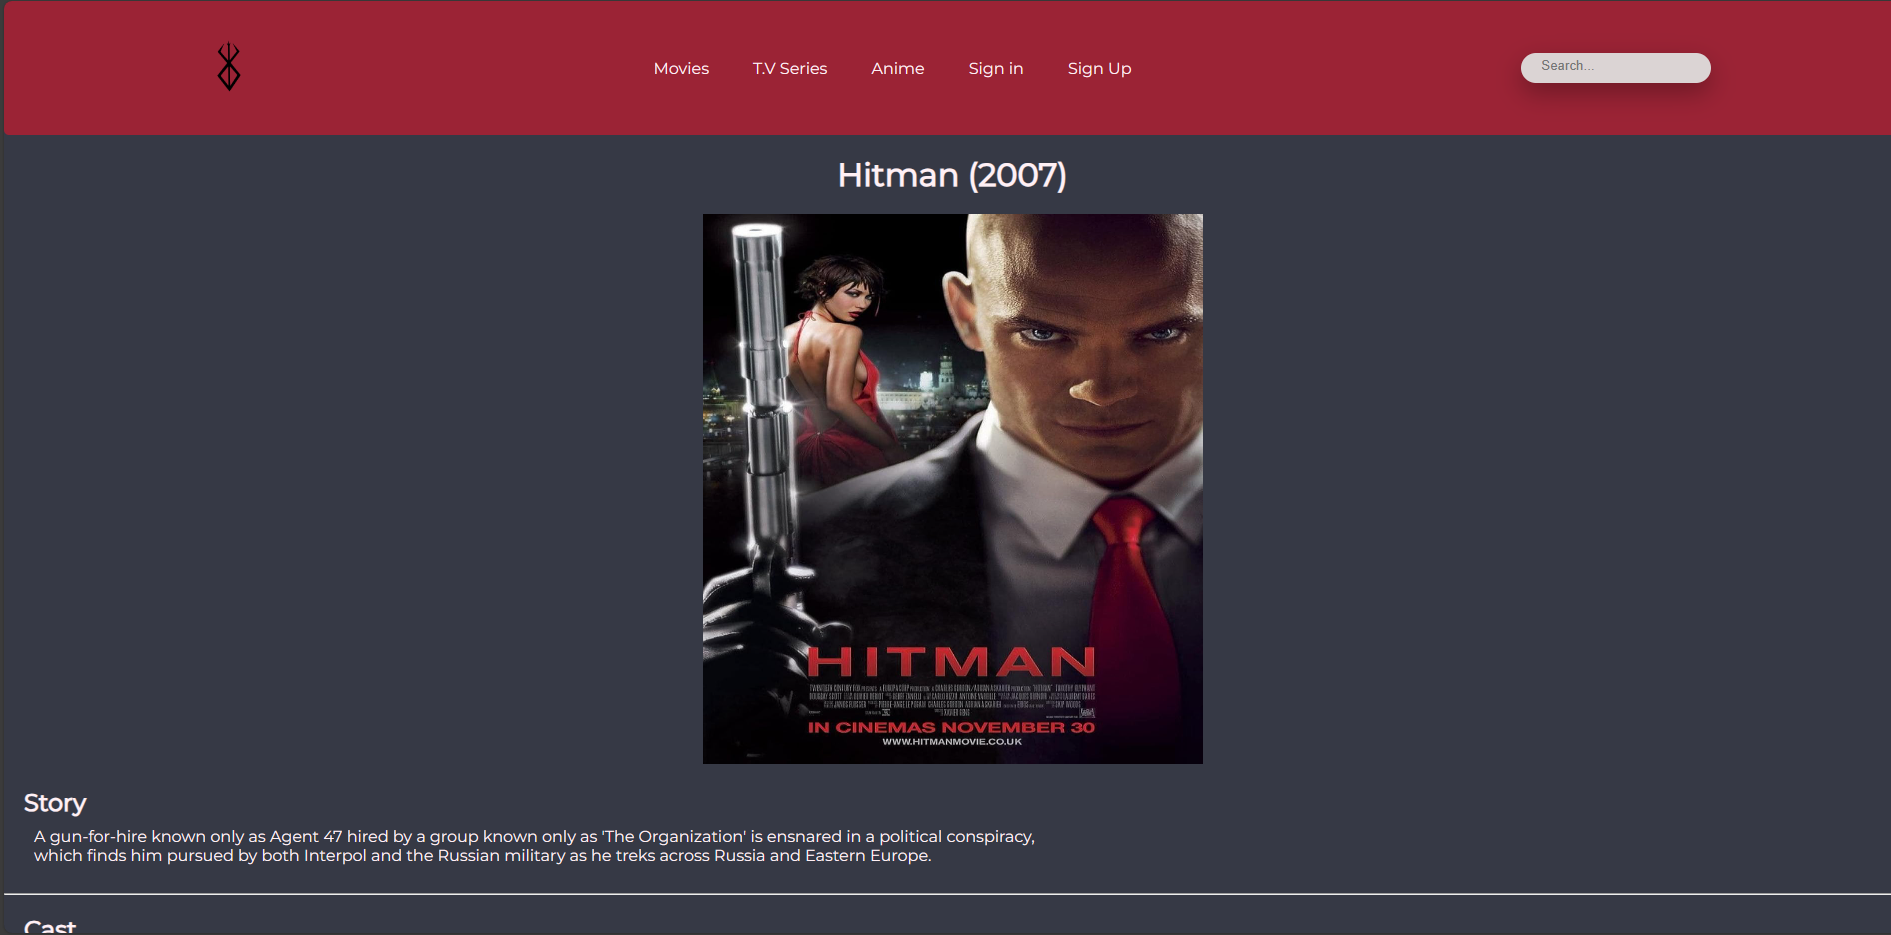 Movies T.V Series Anime Sign in Sign Up Search...
Hitman (2007)
HITMAN
IN CINEMAS NOVEMBER 30
WWW.HITMANMOVIE.CO.UK
Story
A gun-for-hire known only as Agent 47 hired by a group known only as 'The Organization' is ensnared in a political conspiracy,
which finds him pursued by both Interpol and the Russian military as he treks across Russia and Eastern Europe.
Cast